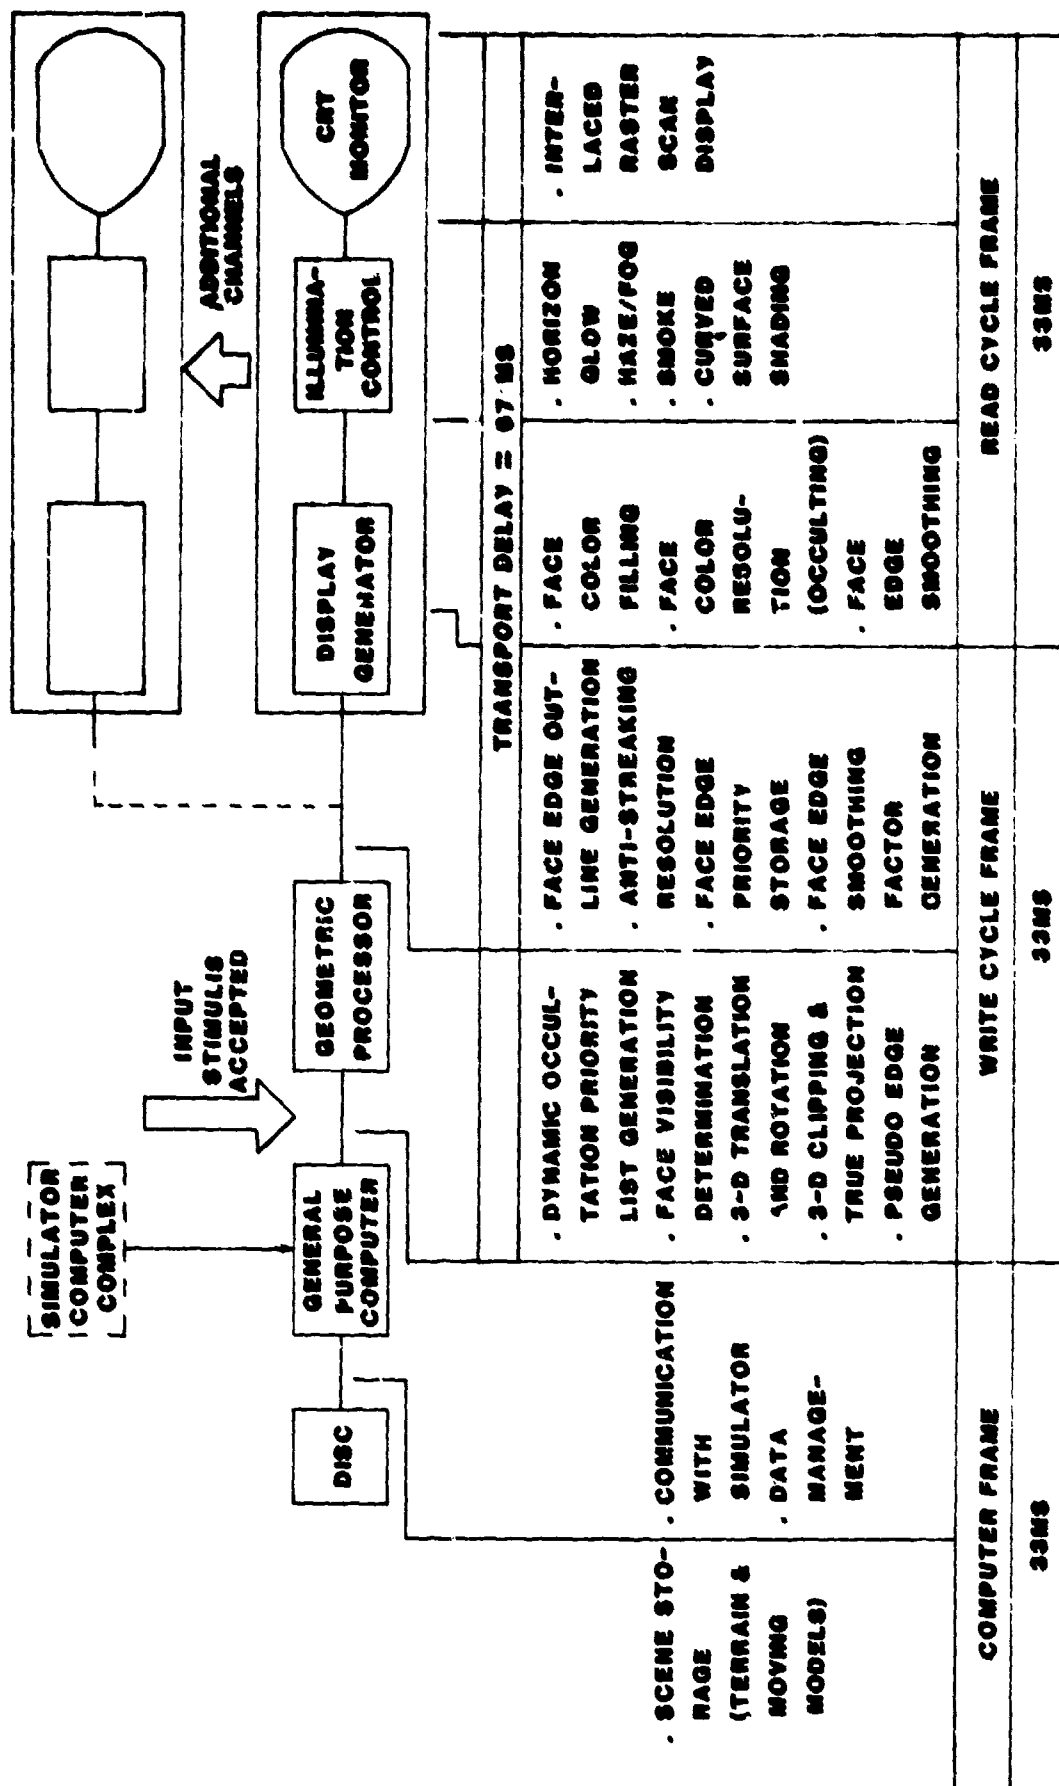 SIMULATOR
COMPUTER
COMPLEX
INPUT
STIMULIS
ACCEPTED
ADDITIONAL
CHANNELS
DISC
GENERAL
PURPOSE
COMPUTER
GEOMETRIC
PROCESSOR
DISPLAY
GENERATOR
ILLUMINA-
TION
CONTROL
CRT
MONITOR
TRANSPORT DELAY = 67 MS
. SCENE STO-
RAGE
(TERRAIN &
MOVING
MODELS)
. COMMUNICATION
WITH
SIMULATOR
. DATA
MANAGE-
MENT
. DYNAMIC OCCUL-
TATION PRIORITY
LIST GENERATION
. FACE VISIBILITY
DETERMINATION
. 3-D TRANSLATION
AND ROTATION
. 3-D CLIPPING &
TRUE PROJECTION
. PSEUDO EDGE
GENERATION
. FACE EDGE OUT-
LINE GENERATION
. ANTI-STREAKING
RESOLUTION
. FACE EDGE
PRIORITY
STORAGE
. FACE EDGE
SMOOTHING
FACTOR
GENERATION
. FACE
COLOR
FILLING
. FACE
COLOR
RESOLU-
TION
(OCCULTING)
. FACE
EDGE
SMOOTHING
. HORIZON
GLOW
. HAZE/FOG
. SMOKE
. CURVED
SURFACE
SHADING
. INTER-
LACED
RASTER
SCAN
DISPLAY
COMPUTER FRAME
WRITE CYCLE FRAME
READ CYCLE FRAME
33MS
33MS
33MS